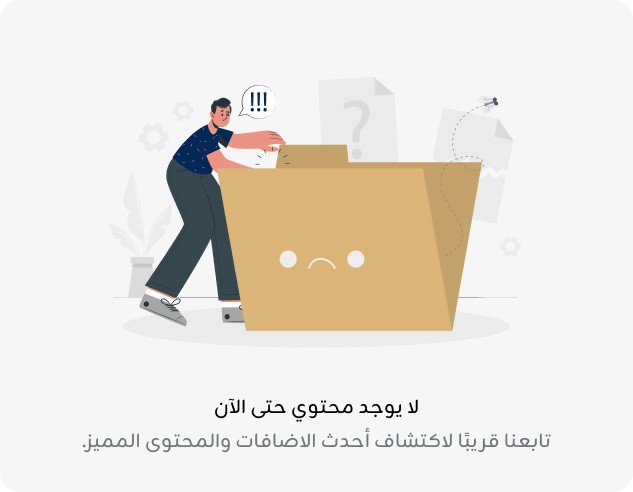 !!!
?
لا يوجد محتوي حتى الآن
تابعنا قريبًا لاكتشاف أحدث الاضافات والمحتوى المميز.